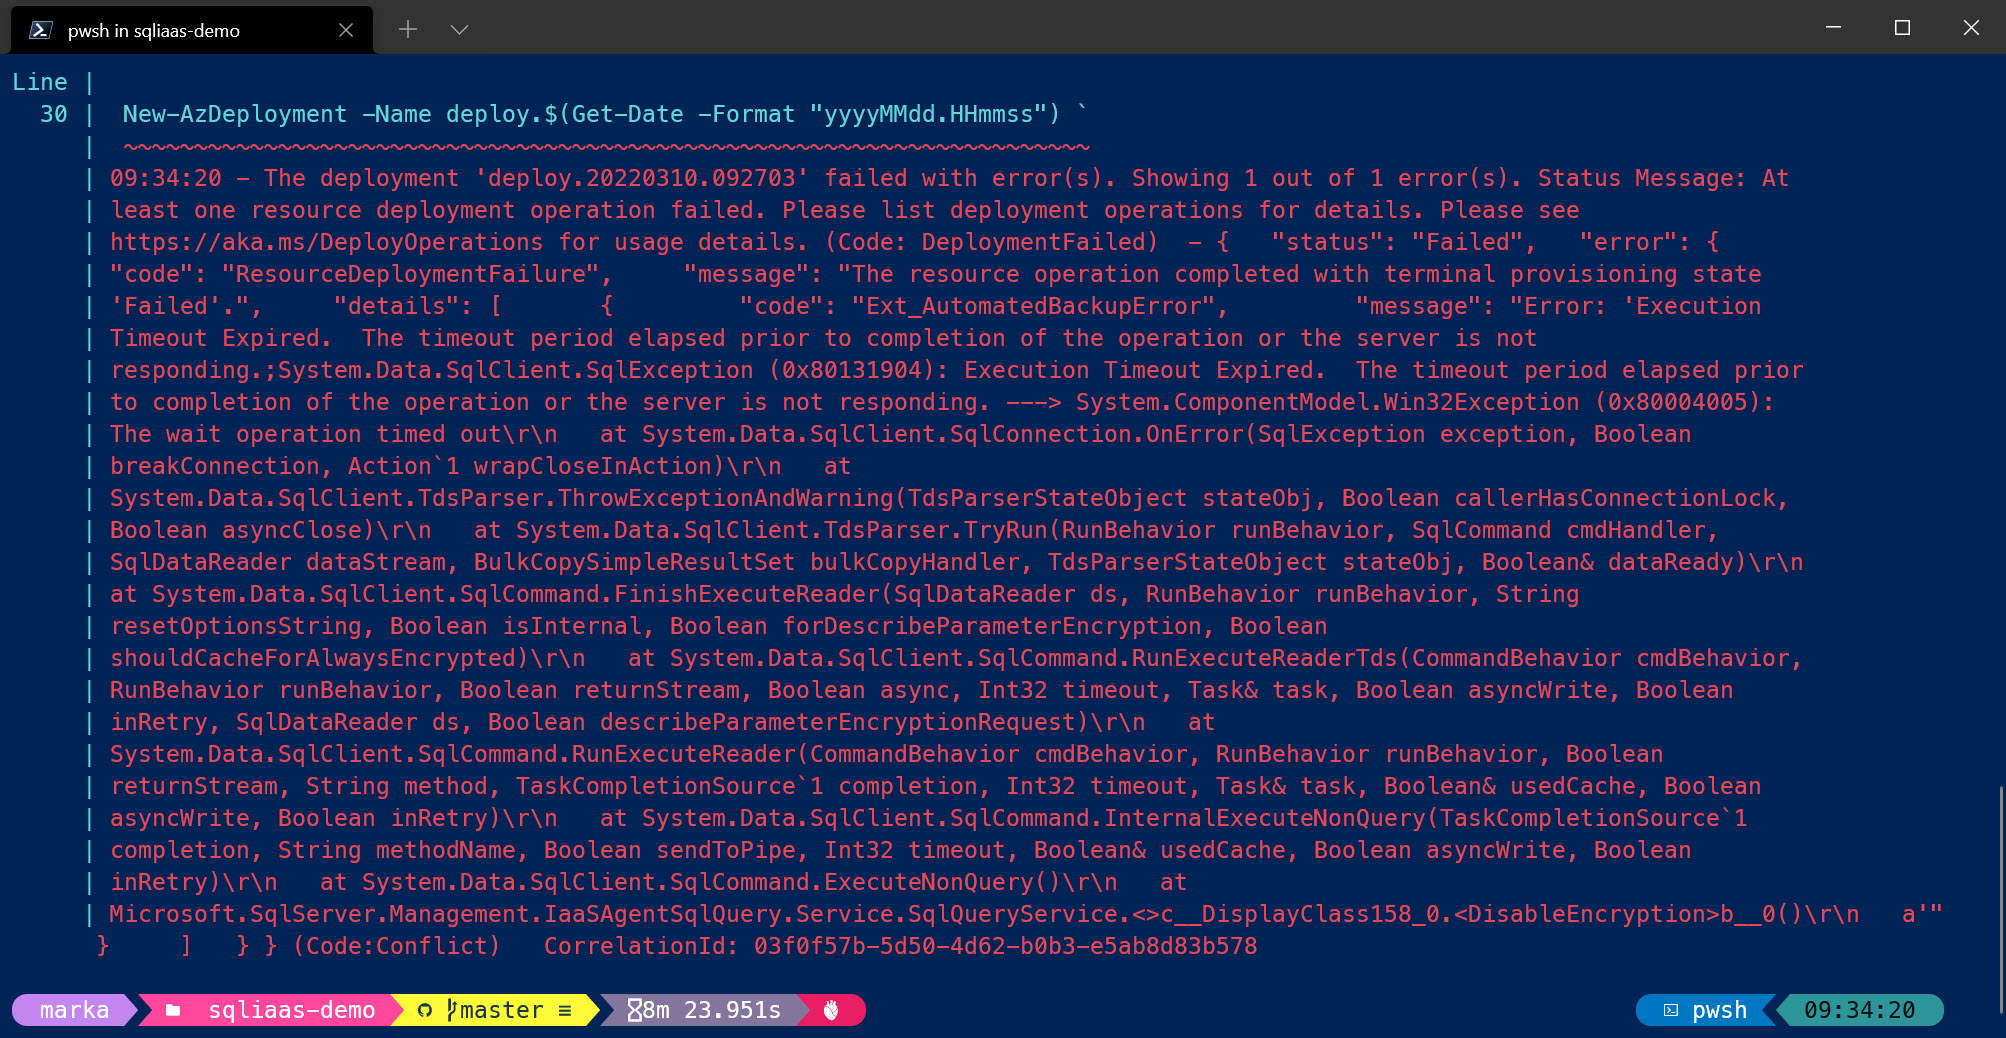 pwsh in sqliaas-demo
Line |
30 | New-AzDeployment -Name deploy.$(Get-Date -Format "yyyyMMdd.HHmmss") `
| ~~~~~~~~~~~~~~~~~~~~~~~~~~~~~~~~~~~~~~~~~~~~~~~~~~~~~~~~~~~~~~~~~~~~~
| 09:34:20 - The deployment 'deploy.20220310.092703' failed with error(s). Showing 1 out of 1 error(s). Status Message: At
| least one resource deployment operation failed. Please list deployment operations for details. Please see
| https://aka.ms/DeployOperations for usage details. (Code: DeploymentFailed)  - {   "status": "Failed",   "error": {
| "code": "ResourceDeploymentFailure",     "message": "The resource operation completed with terminal provisioning state
| 'Failed'.",     "details": [       {         "code": "Ext_AutomatedBackupError",         "message": "Error: 'Execution
| Timeout Expired.  The timeout period elapsed prior to completion of the operation or the server is not
| responding.;System.Data.SqlClient.SqlException (0x80131904): Execution Timeout Expired.  The timeout period elapsed prior
| to completion of the operation or the server is not responding. ---> System.ComponentModel.Win32Exception (0x80004005):
| The wait operation timed out\r\n   at System.Data.SqlClient.SqlConnection.OnError(SqlException exception, Boolean
| breakConnection, Action`1 wrapCloseInAction)\r\n   at
| System.Data.SqlClient.TdsParser.ThrowExceptionAndWarning(TdsParserStateObject stateObj, Boolean callerHasConnectionLock,
| Boolean asyncClose)\r\n   at System.Data.SqlClient.TdsParser.TryRun(RunBehavior runBehavior, SqlCommand cmdHandler,
| SqlDataReader dataStream, BulkCopySimpleResultSet bulkCopyHandler, TdsParserStateObject stateObj, Boolean& dataReady)\r\n
| at System.Data.SqlClient.SqlCommand.FinishExecuteReader(SqlDataReader ds, RunBehavior runBehavior, String
| resetOptionsString, Boolean isInternal, Boolean forDescribeParameterEncryption, Boolean
| shouldCacheForAlwaysEncrypted)\r\n   at System.Data.SqlClient.SqlCommand.RunExecuteReaderTds(CommandBehavior cmdBehavior,
| RunBehavior runBehavior, Boolean returnStream, Boolean async, Int32 timeout, Task& task, Boolean asyncWrite, Boolean
| inRetry, SqlDataReader ds, Boolean describeParameterEncryptionRequest)\r\n   at
| System.Data.SqlClient.SqlCommand.RunExecuteReader(CommandBehavior cmdBehavior, RunBehavior runBehavior, Boolean
| returnStream, String method, TaskCompletionSource`1 completion, Int32 timeout, Task& task, Boolean& usedCache, Boolean
| asyncWrite, Boolean inRetry)\r\n   at System.Data.SqlClient.SqlCommand.InternalExecuteNonQuery(TaskCompletionSource`1
| completion, String methodName, Boolean sendToPipe, Int32 timeout, Boolean& usedCache, Boolean asyncWrite, Boolean
| inRetry)\r\n   at System.Data.SqlClient.SqlCommand.ExecuteNonQuery()\r\n   at
| Microsoft.SqlServer.Management.IaaSAgentSqlQuery.Service.SqlQueryService.<>c__DisplayClass158_0.<DisableEncryption>b__0()\r\n   a'"
}     ]   } } (Code:Conflict)   CorrelationId: 03f0f57b-5d50-4d62-b0b3-e5ab8d83b578
marka sqliaas-demo master ≡ 8m 23.951s pwsh 09:34:20